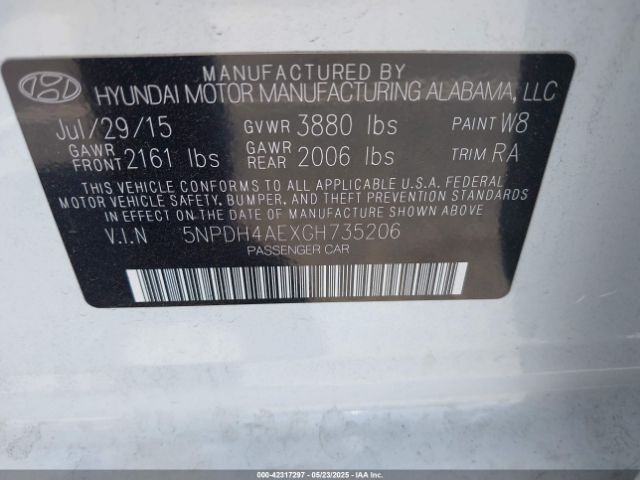 MANUFACTURED BY
HYUNDAI MOTOR MANUFACTURING ALABAMA, LLC
Jul/29/15 GVWR 3880 lbs PAINT W8
GAWR FRONT 2161 lbs GAWR REAR 2006 lbs TRIM RA
THIS VEHICLE CONFORMS TO ALL APPLICABLE U.S.A. FEDERAL
MOTOR VEHICLE SAFETY, BUMPER, AND THEFT PREVENTION STANDARDS
IN EFFECT ON THE DATE OF MANUFACTURE SHOWN ABOVE
V.I.N 5NPDH4AEXGH735206
PASSENGER CAR
000-42317297 - 05/23/2025 - COPYRIGHT IAA, LLC.